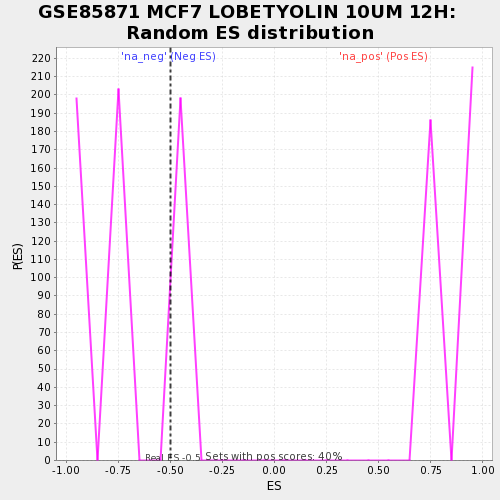 GSE85871 MCF7 LOBETYOLIN 10UM 12H:
Random ES distribution
'na_neg' (Neg ES)
'na_pos' (Pos ES)
220
210
200
190
180
170
160
150
140
130
120
110
100
90
80
70
60
50
40
30
20
10
0
P(ES)
Real ES -0.5
Sets with pos scores: 40%
-1.00 -0.75 -0.50 -0.25 0.00 0.25 0.50 0.75 1.00
ES